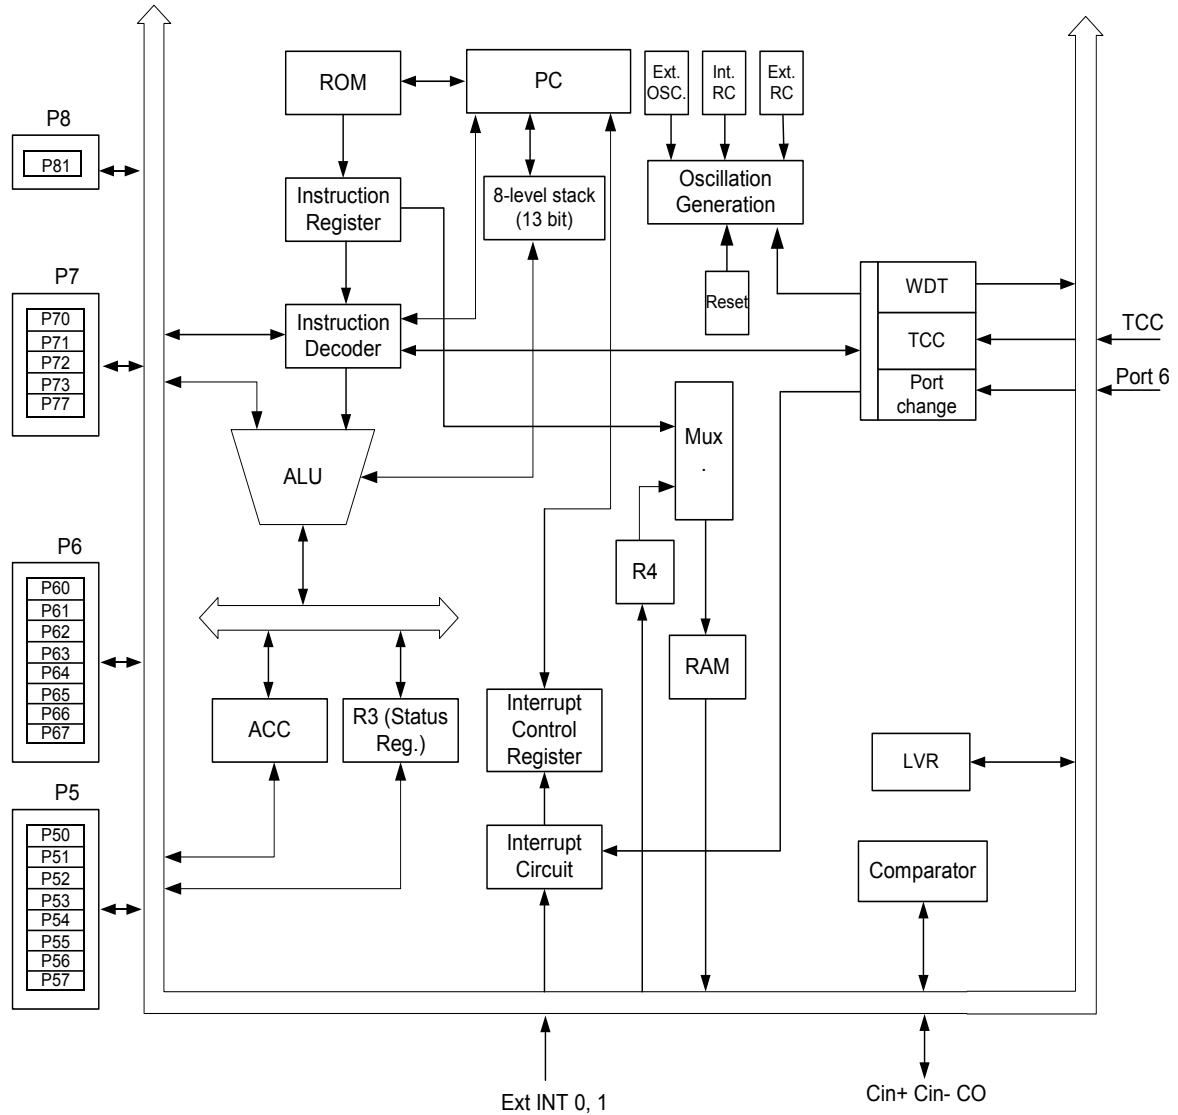 P8
P81
P7
P70
P71
P72
P73
P77
P6
P60
P61
P62
P63
P64
P65
P66
P67
P5
P50
P51
P52
P53
P54
P55
P56
P57
ROM
PC
Ext.
OSC.
Int.
RC
Ext.
RC
Instruction
Register
8-level stack
(13 bit)
Oscillation
Generation
Reset
Instruction
Decoder
WDT
TCC
Port
change
TCC
Port 6
ALU
Mux
.
R4
RAM
ACC
R3 (Status
Reg.)
Interrupt
Control
Register
Interrupt
Circuit
LVR
Comparator
Ext INT 0, 1
Cin+ Cin- CO